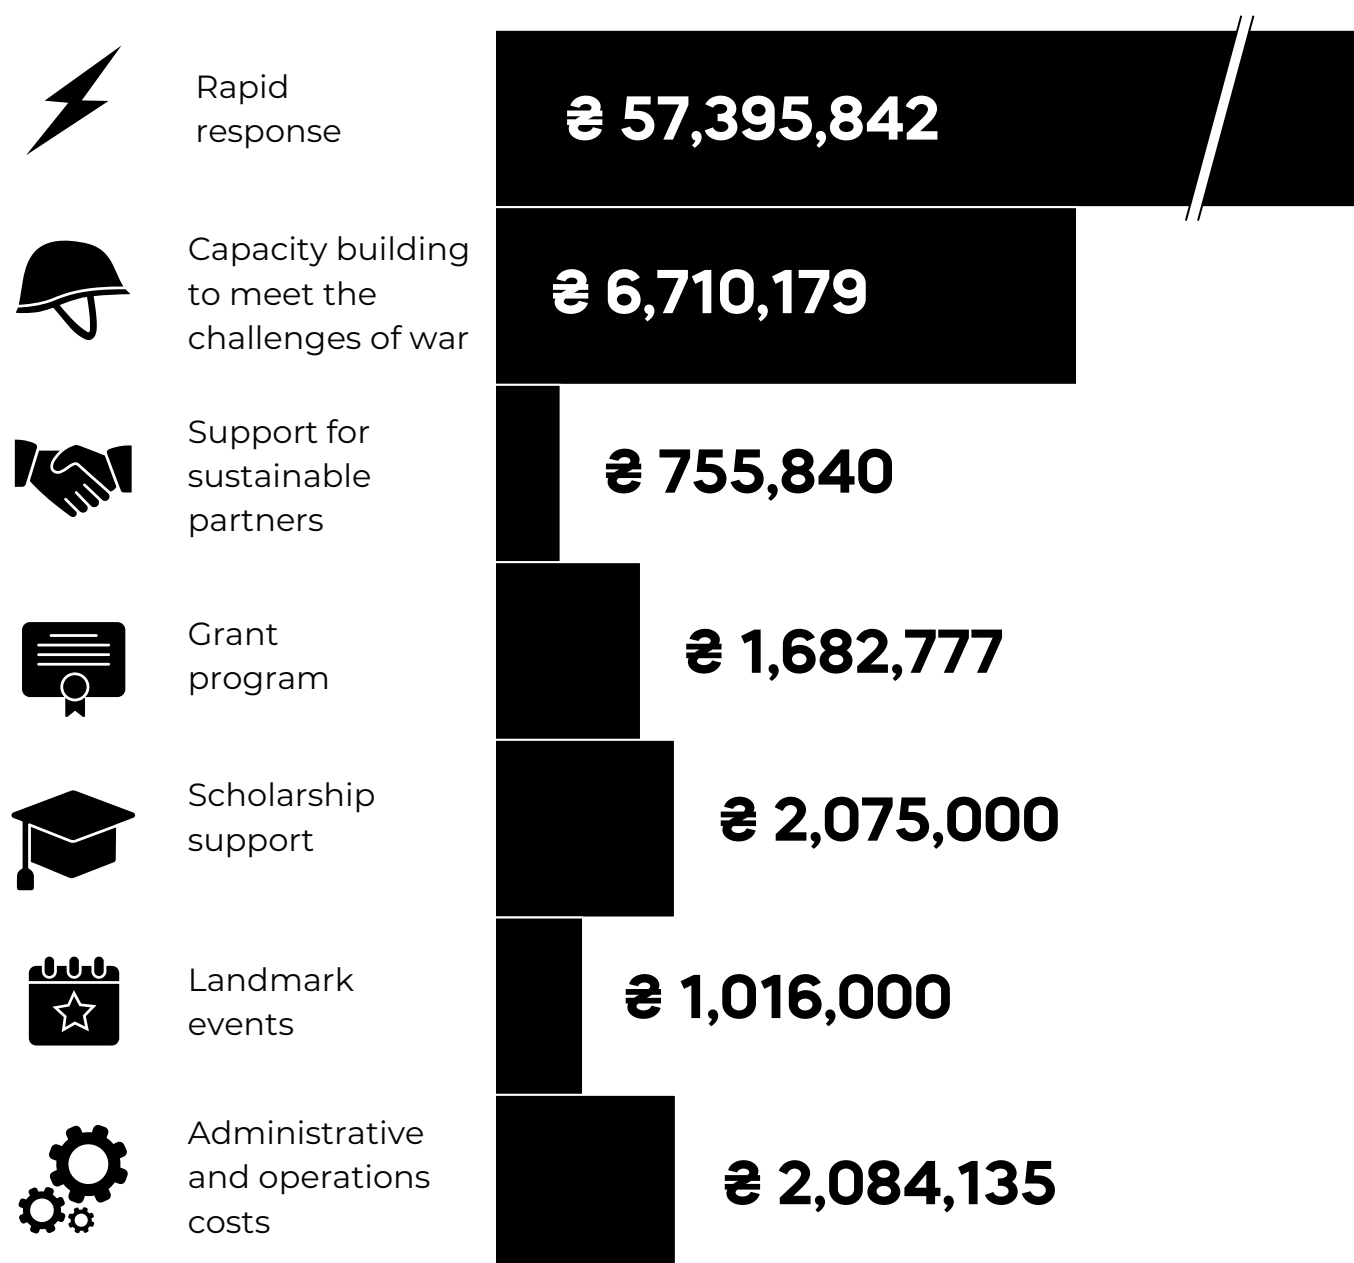 Rapid
response
₴ 57,395,842
Capacity building
to meet the
challenges of war
₴ 6,710,179
Support for
sustainable
partners
₴ 755,840
Grant
program
₴ 1,682,777
Scholarship
support
₴ 2,075,000
Landmark
events
₴ 1,016,000
Administrative
and operations
costs
₴ 2,084,135